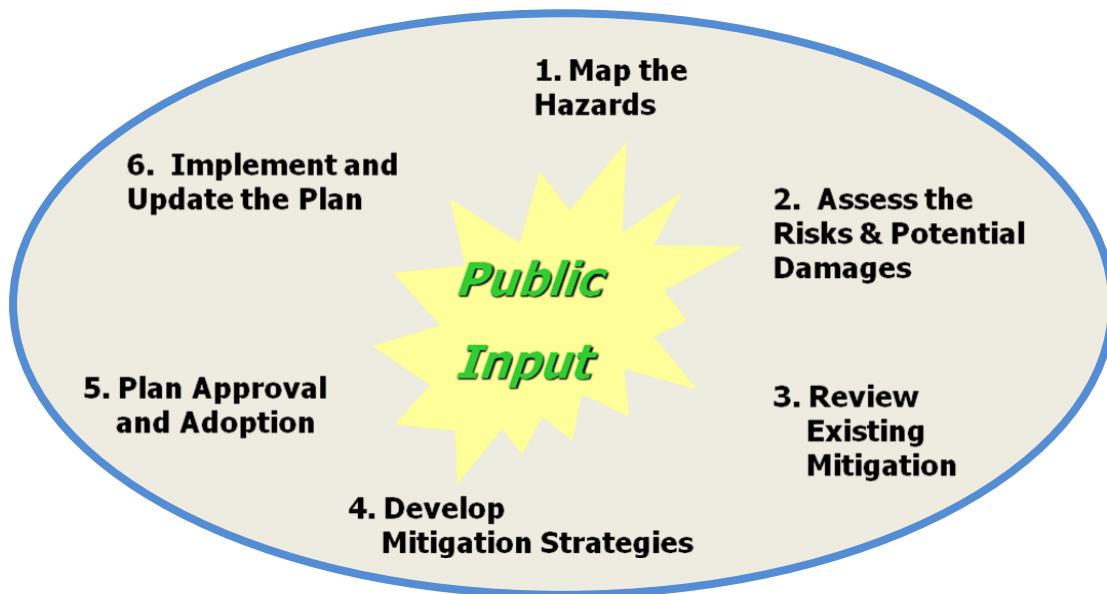 1. Map the
Hazards
2. Assess the
Risks & Potential
Damages
3. Review
Existing
Mitigation
4. Develop
Mitigation Strategies
5. Plan Approval
and Adoption
6. Implement and
Update the Plan
Public
Input